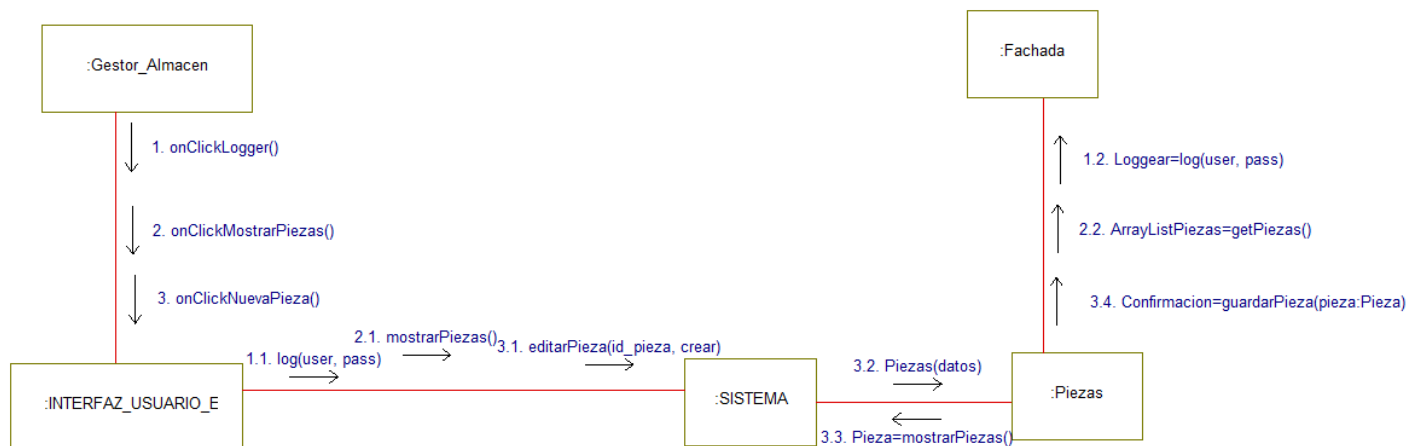 :Gestor_Almacen
:Fachada
1. onClickLogger()
1.2. Loggear=log(user, pass)
2. onClickMostrarPiezas()
2.2. ArrayListPiezas=getPiezas()
3. onClickNuevaPieza()
3.4. Confirmacion=guardarPieza(pieza:Pieza)
2.1. mostrarPiezas()
3.1. editarPieza(id_pieza, crear)
1.1. log(user, pass)
3.2. Piezas(datos)
:INTERFAZ_USUARIO_E
:SISTEMA
:Piezas
3.3. Pieza=mostrarPiezas()